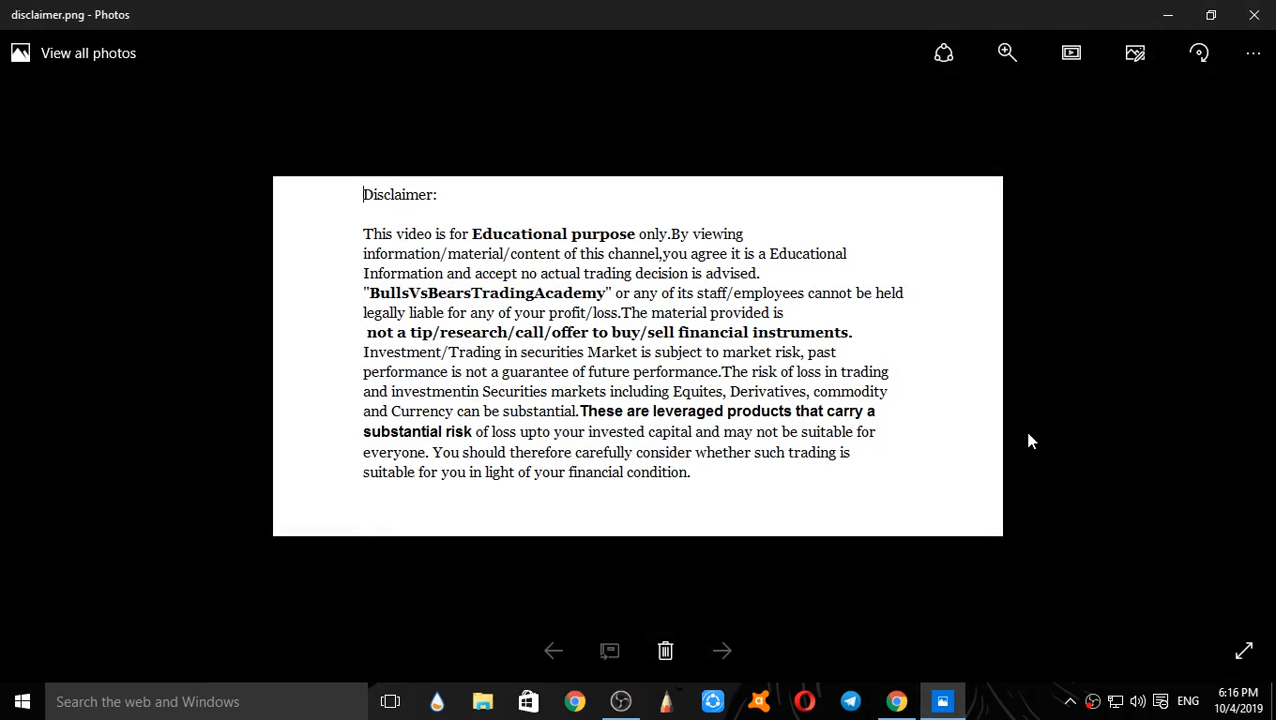 disclaimer.png - Photos
View all photos
Disclaimer:
This video is for Educational purpose only.By viewing
information/material/content of this channel,you agree it is a Educational
Information and accept no actual trading decision is advised.
"BullsVsBearsTradingAcademy" or any of its staff/employees cannot be held
legally liable for any of your profit/loss.The material provided is
not a tip/research/call/offer to buy/sell financial instruments.
Investment/Trading in securities Market is subject to market risk, past
performance is not a guarantee of future performance.The risk of loss in trading
and investmentin Securities markets including Equites, Derivatives, commodity
and Currency can be substantial.These are leveraged products that carry a
substantial risk of loss upto your invested capital and may not be suitable for
everyone. You should therefore carefully consider whether such trading is
suitable for you in light of your financial condition.
Search the web and Windows
ENG
6:16 PM
10/4/2019